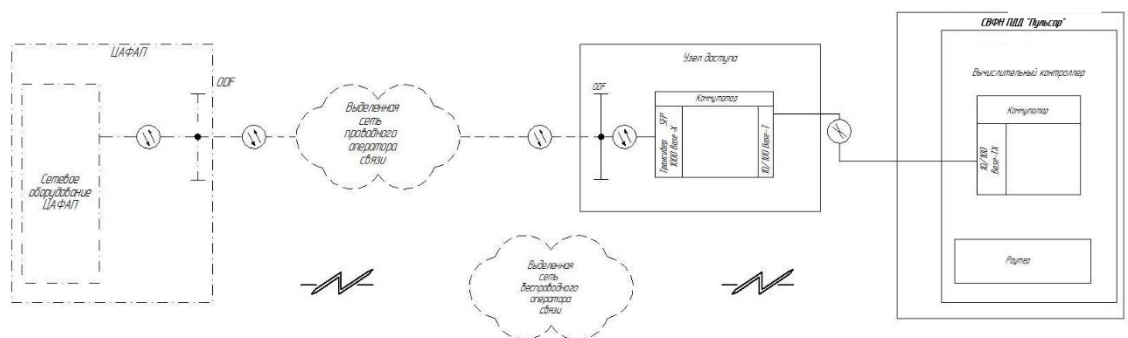 ЦАФАП
Сетевое
оборудование
ЦАФАП
ODF
Выделенная
сеть
проводного
оператора
связи
Узел доступа
ODF
Коммутатор
Трансивер SFP
1000 Base-X
10/100 Base-T
Выделенная
сеть
беспроводного
оператора
связи
СВФН ПДД "Пульсар"
Вычислительный контроллер
Коммутатор
10/100
Base-TX
Роутер